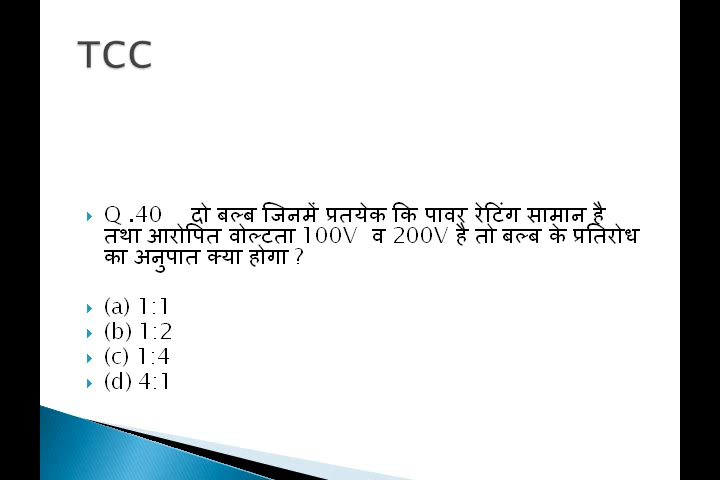 TCC
Q .40 दो बल्ब जिनमें प्रतयेक कि पावर रेटिंग सामान है
तथा आरोपित वोल्टता 100V व 200V है तो बल्ब के प्रतिरोध
का अनुपात क्या होगा ?
(a) 1:1
(b) 1:2
(c) 1:4
(d) 4:1